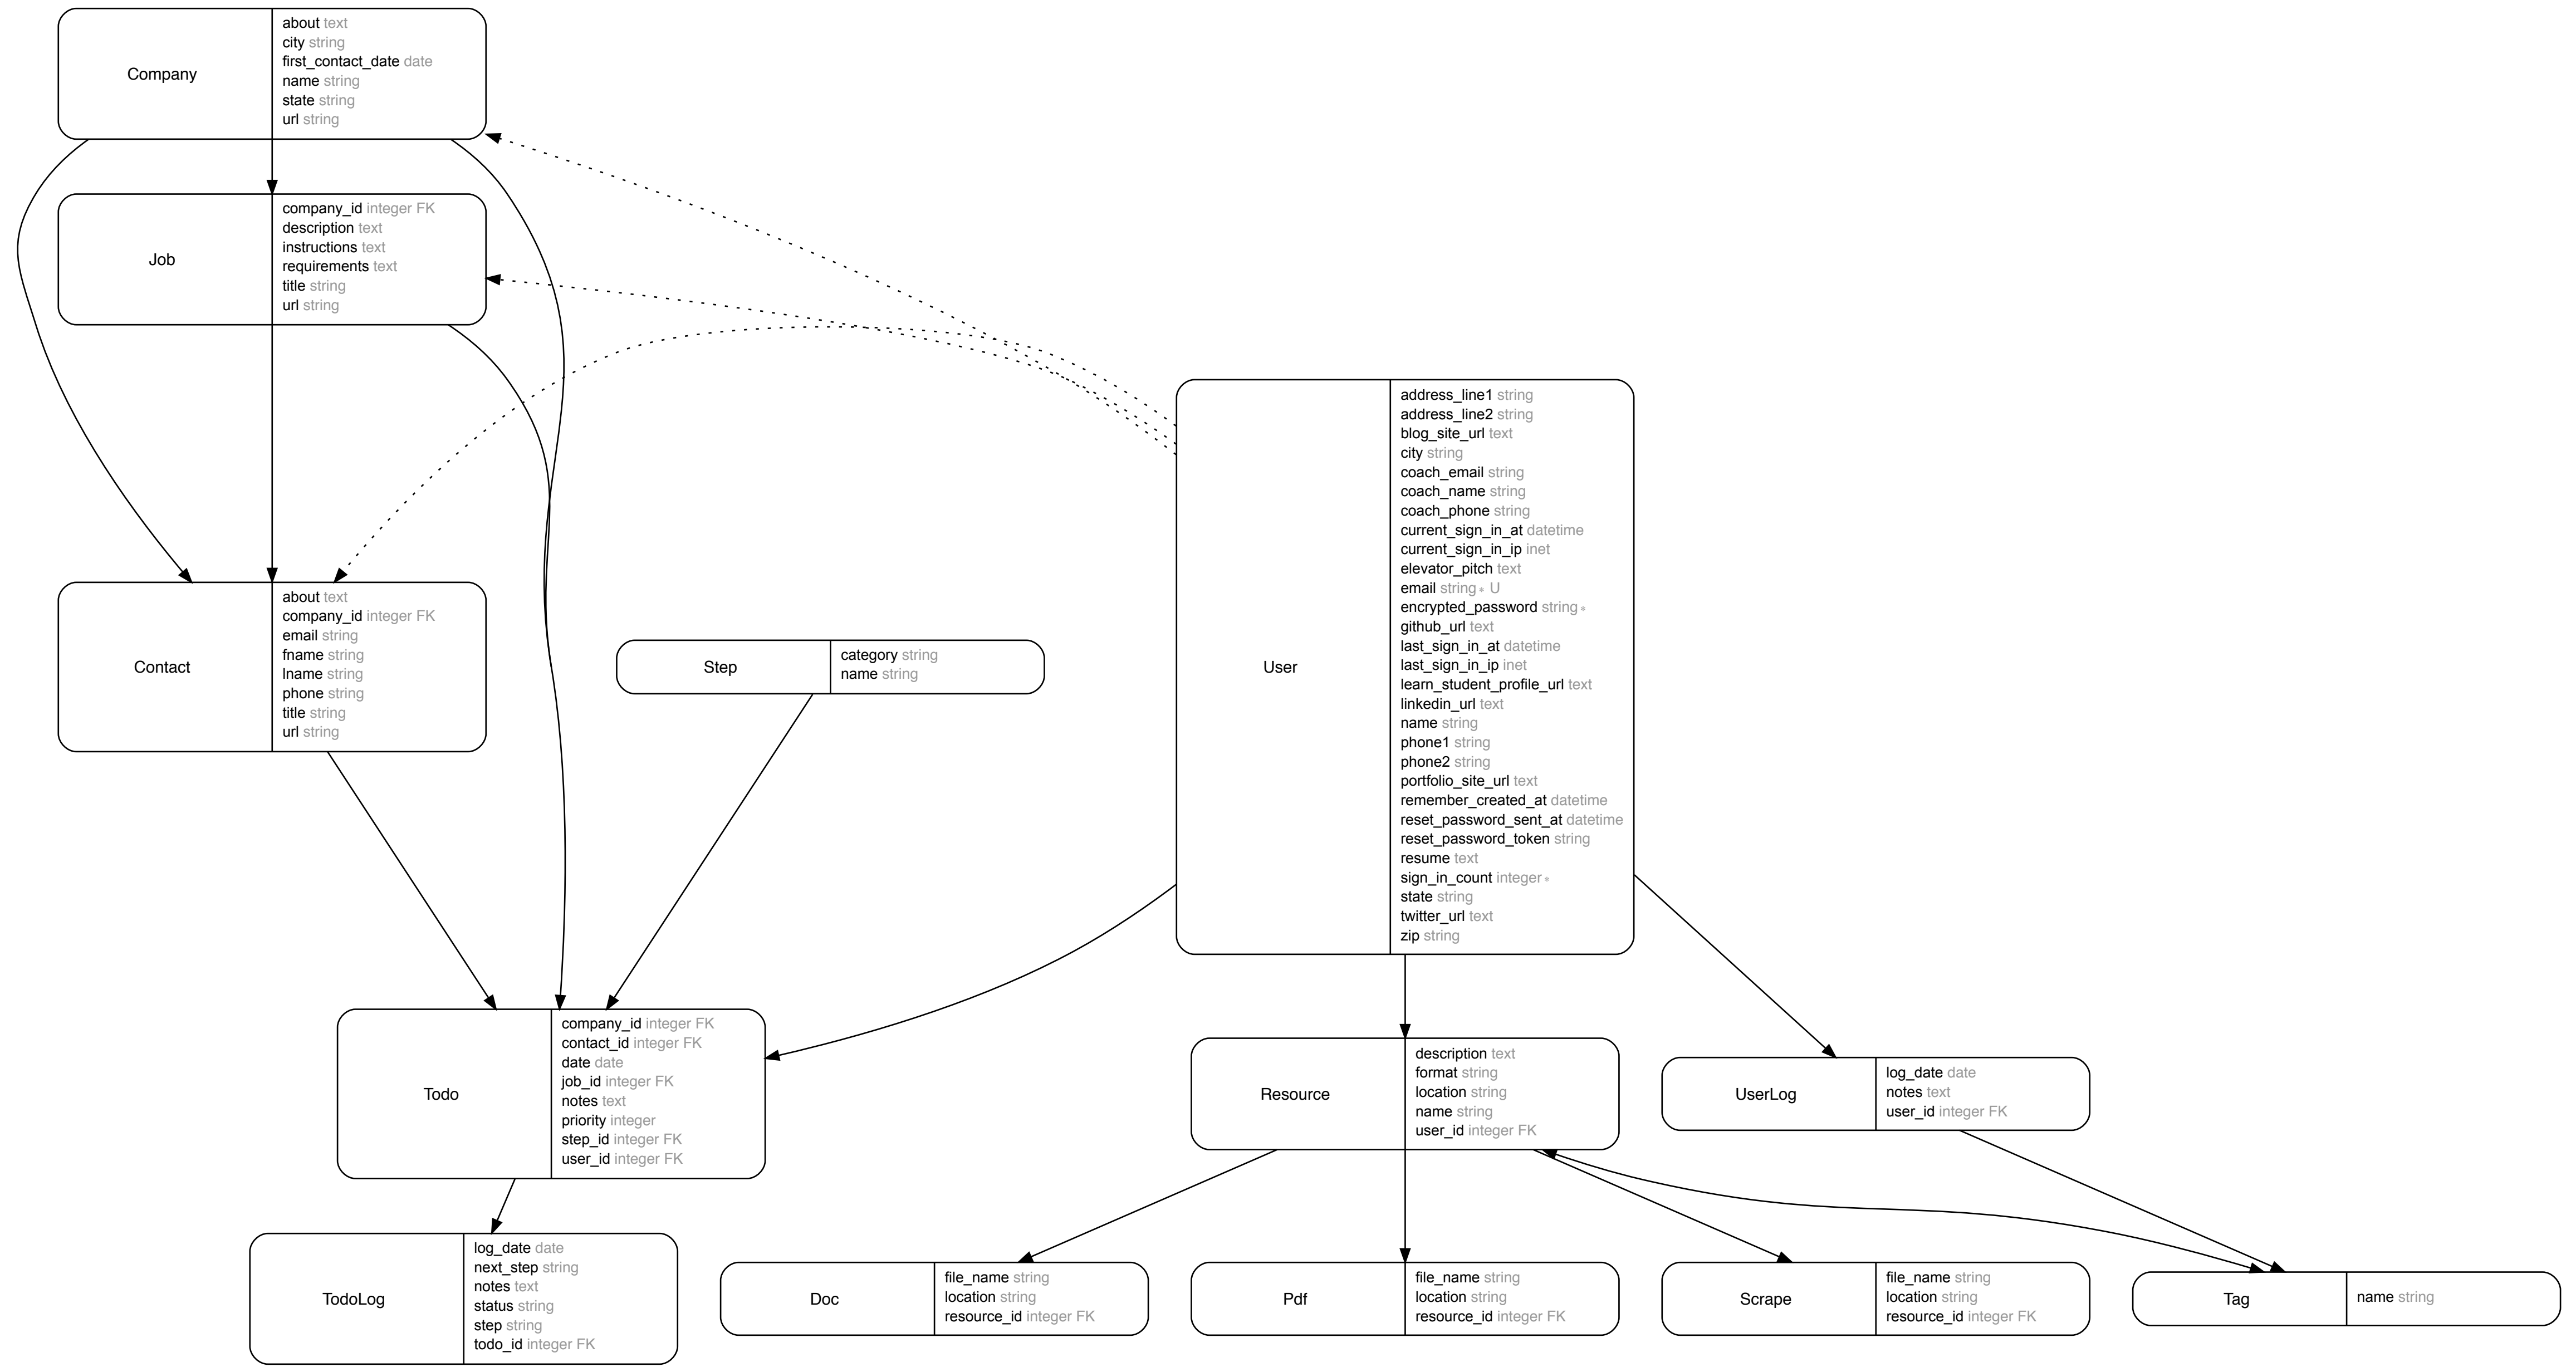 Company
about text
city string
first_contact_date date
name string
state string
url string
Job
company_id integer FK
description text
instructions text
requirements text
title string
url string
Contact
about text
company_id integer FK
email string
fname string
lname string
phone string
title string
url string
Step
category string
name string
User
address_line1 string
address_line2 string
blog_site_url text
city string
coach_email string
coach_name string
coach_phone string
current_sign_in_at datetime
current_sign_in_ip inet
elevator_pitch text
email string* U
encrypted_password string*
github_url text
last_sign_in_at datetime
last_sign_in_ip inet
learn_student_profile_url text
linkedin_url text
name string
phone1 string
phone2 string
portfolio_site_url text
remember_created_at datetime
reset_password_sent_at datetime
reset_password_token string
resume text
sign_in_count integer*
state string
twitter_url text
zip string
Todo
company_id integer FK
contact_id integer FK
date date
job_id integer FK
notes text
priority integer
step_id integer FK
user_id integer FK
Resource
description text
format string
location string
name string
user_id integer FK
UserLog
log_date date
notes text
user_id integer FK
TodoLog
log_date date
next_step string
notes text
status string
step string
todo_id integer FK
Doc
file_name string
location string
resource_id integer FK
Pdf
file_name string
location string
resource_id integer FK
Scrape
file_name string
location string
resource_id integer FK
Tag
name string